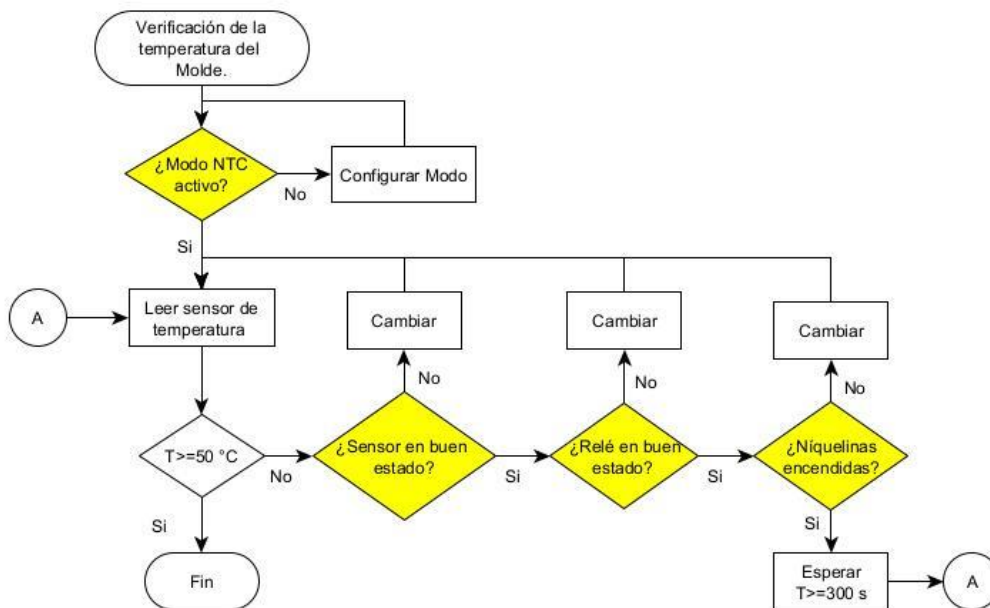 Verificación de la
temperatura del
Molde.
¿Modo NTC
activo?
No
Configurar Modo
Si
A
Leer sensor de
temperatura
Cambiar
Cambiar
Cambiar
No
No
No
T>=50 °C
No
¿Sensor en buen
estado?
Si
¿Relé en buen
estado?
Si
¿Níquelinas
encendidas?
Si
Si
Fin
Esperar
T>=300 s
A